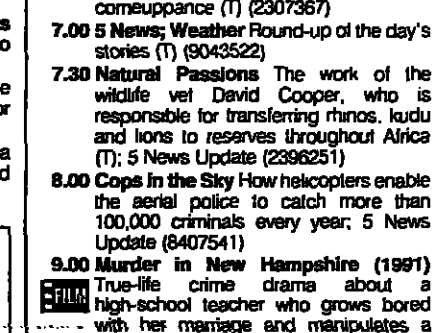 comeuppance (T) (2307367)
7.00 5 News; Weather Round-up of the day's
stories (T) (9043522)
7.30 Natural Passions The work of the
wildlife vet David Cooper, who is
responsible for transferring rhinos, kudu
and lions to reserves throughout Africa
(T); 5 News Update (2396251)
8.00 Cops in the Sky How helicopters enable
the aerial police to catch more than
100,000 criminals every year; 5 News
Update (8407541)
9.00 Murder in New Hampshire (1991)
FILM True-life crime drama about a
high-school teacher who grows bored
with her marriage and manipulates a